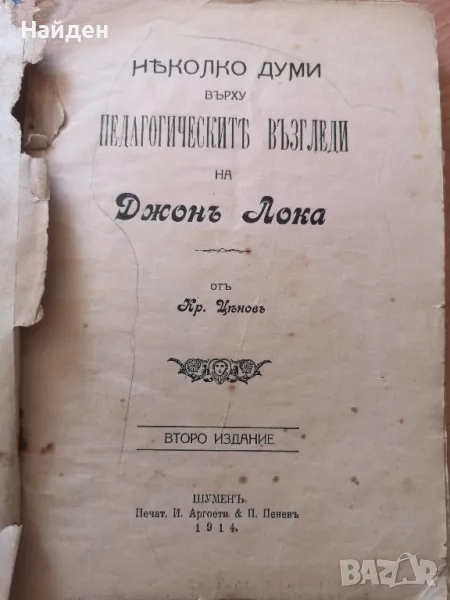 Найден
НѢКОЛКО ДУМИ
ВЪРХУ
ПЕДАГОГИЧЕСКИТѢ ВЪЗГЛЕДИ
НА
Джонъ Лока
ОТЪ
Кр. Цѣновъ
ВТОРО ИЗДАНИЕ
ШУМЕНЪ.
Печат. И. Аргоети & П. Пеневъ
1914.
BAZAR